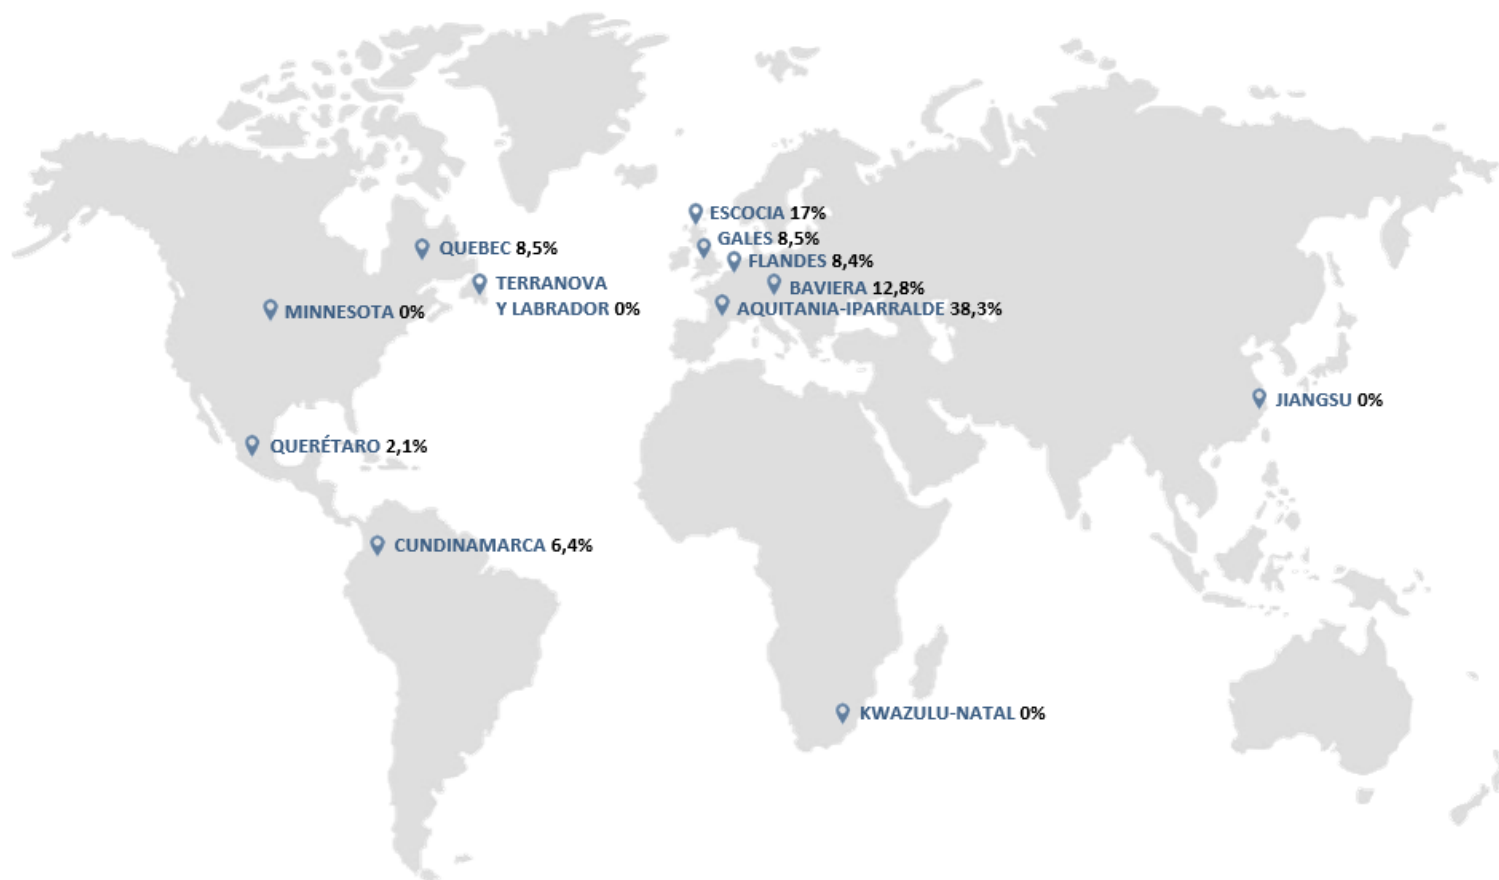 ESCOCIA 17%
GALES 8,5%
QUEBEC 8,5%
FLANDES 8,4%
TERRANOVA
Y LABRADOR 0%
BAVIERA 12,8%
MINNESOTA 0%
AQUITANIA-IPARRALDE 38,3%
JIANGSU 0%
QUERÉTARO 2,1%
CUNDINAMARCA 6,4%
KWAZULU-NATAL 0%